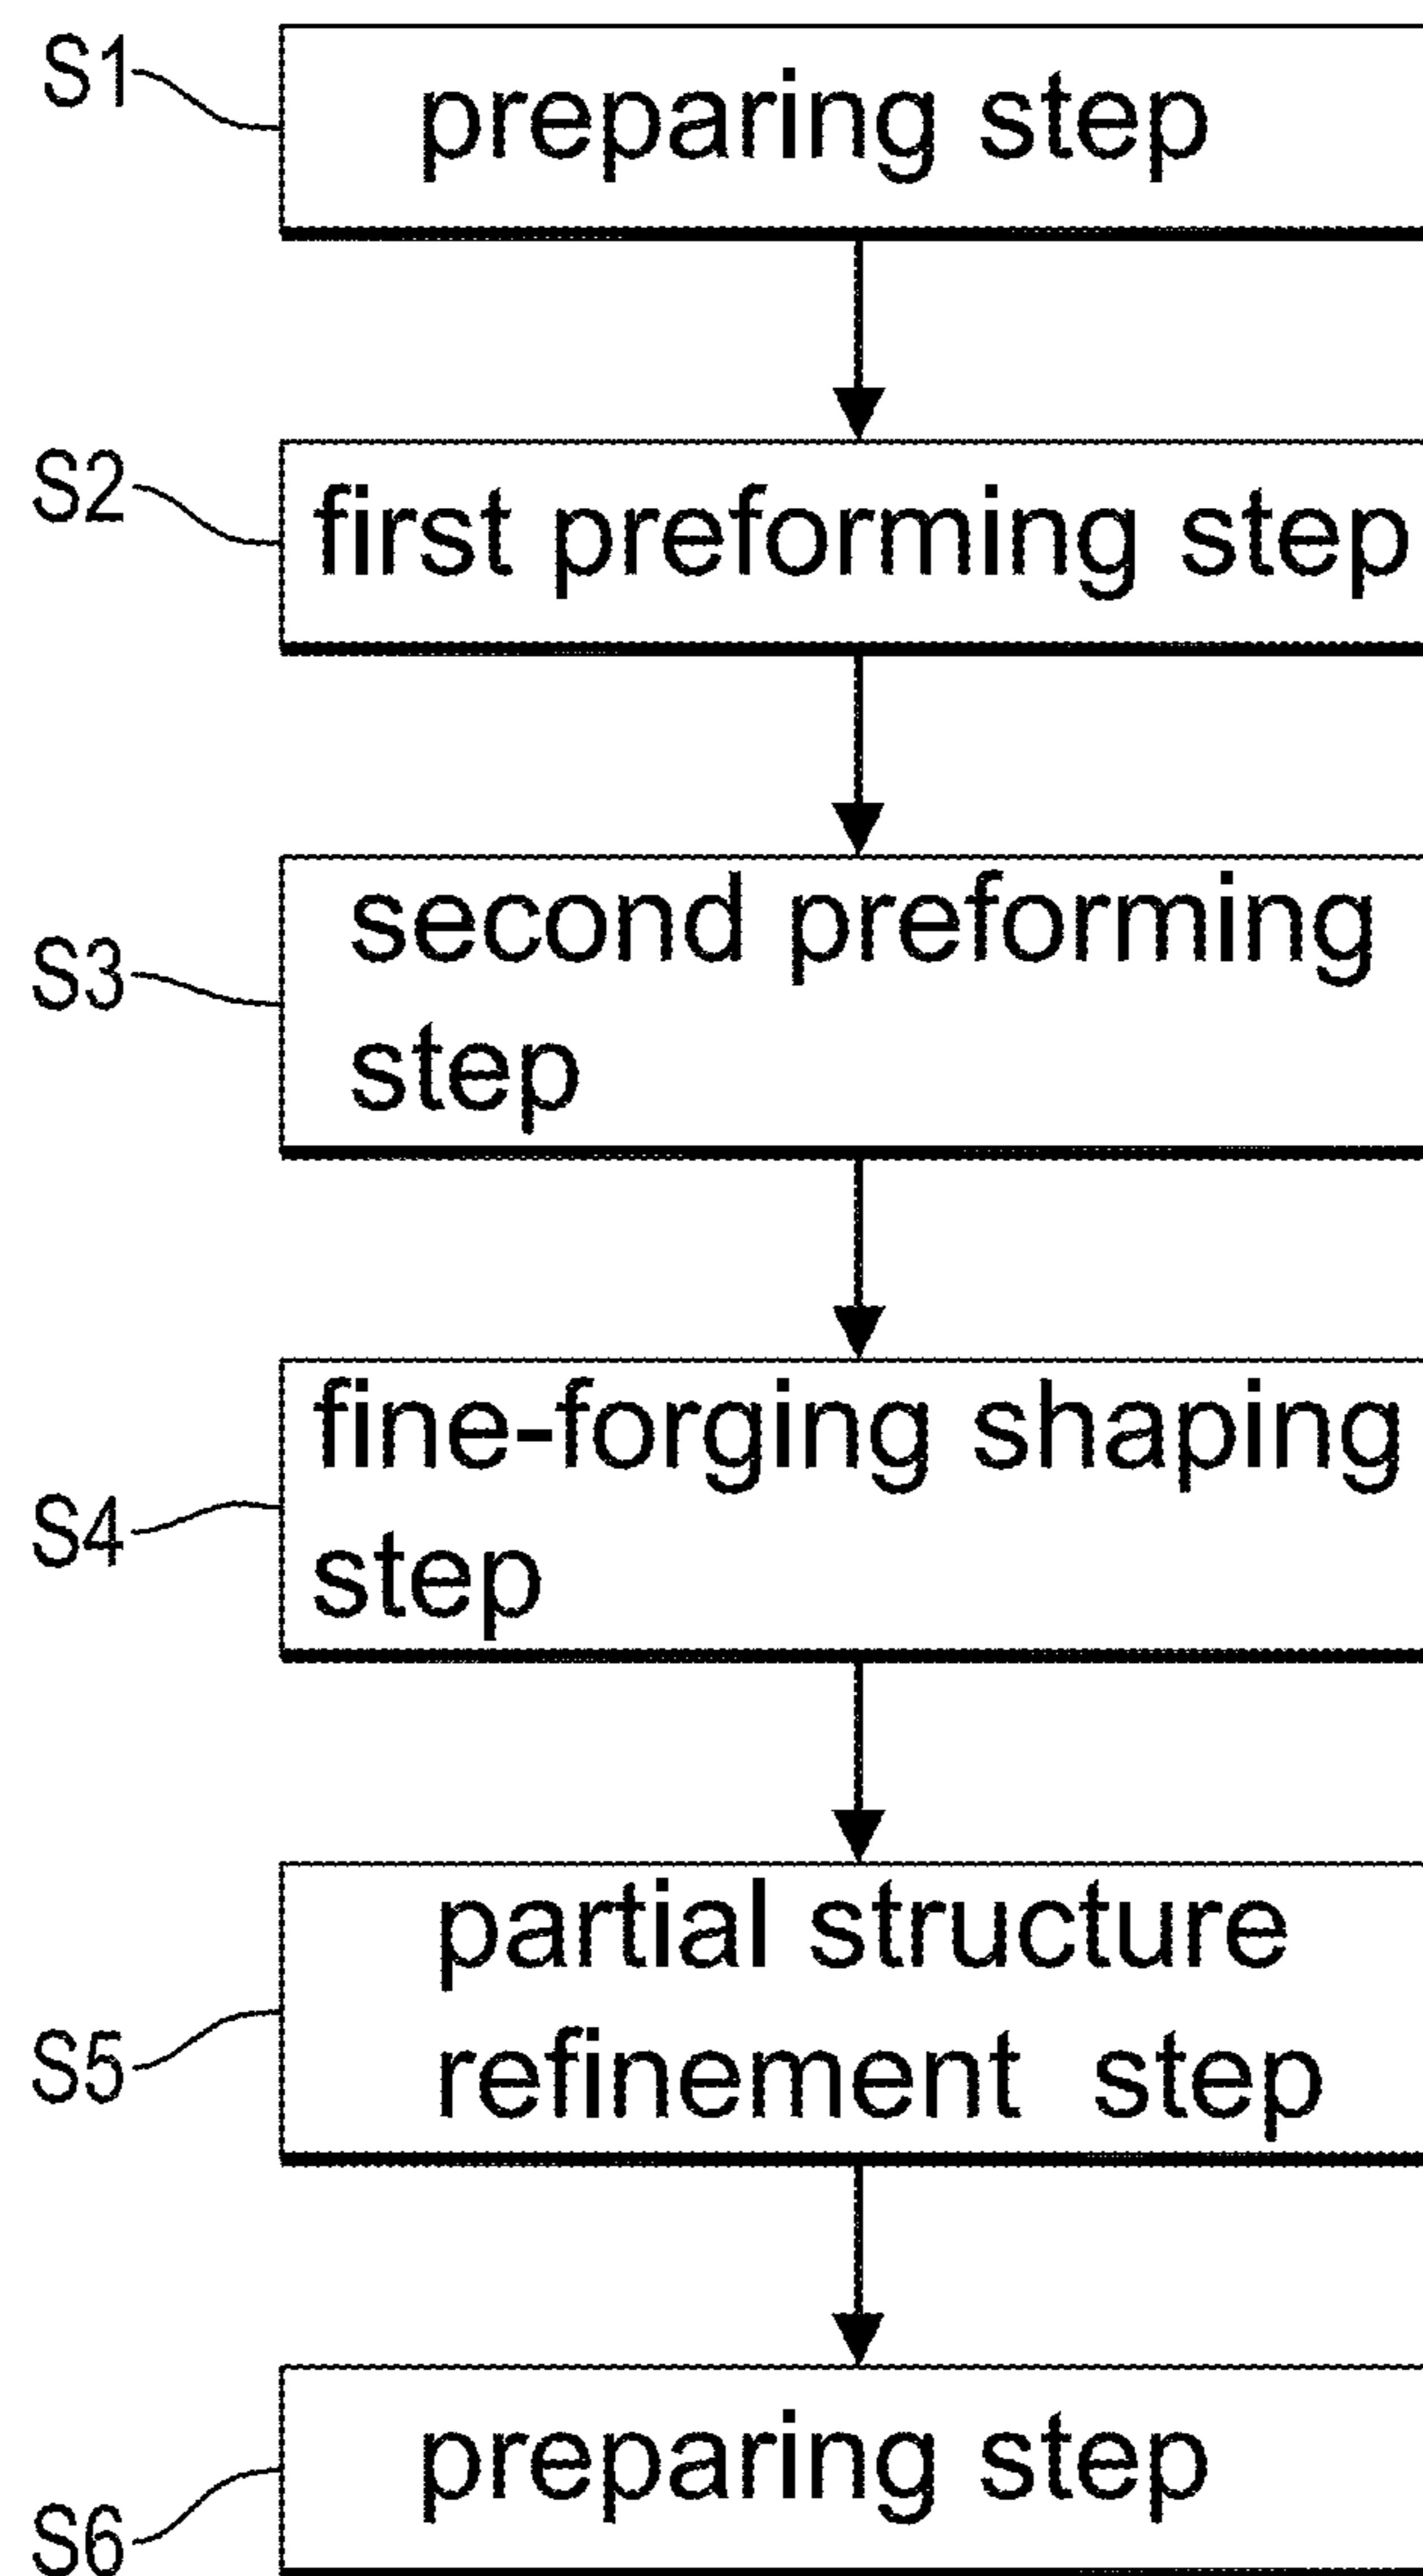 S1
preparing step
S2
first preforming step
S3
second preforming
step
S4
fine-forging shaping
step
S5
partial structure
refinement step
S6
preparing step